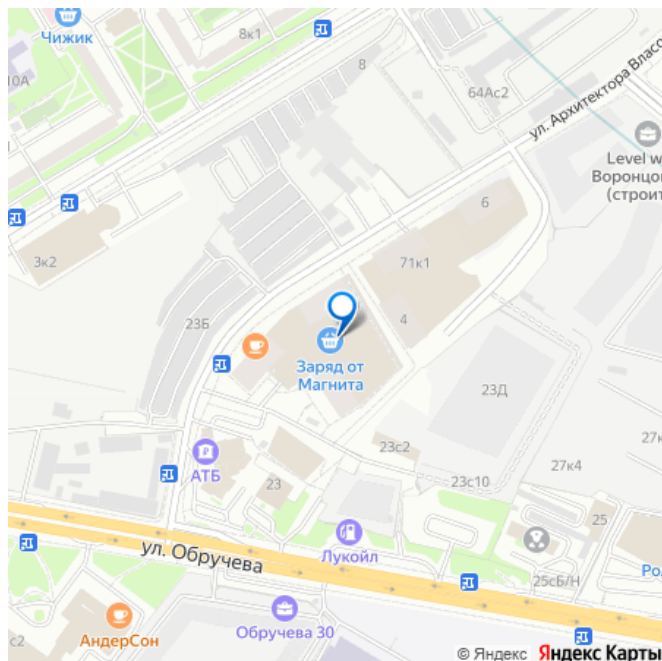 Чижик
8к1
10А
8
64Ас2
ул. Архитектора Власо
Level w
Воронцо
(строит
6
3к2
71к1
23Б
4
Заряд от
Магнита
23Д
23с2
27к
АТБ
23
23с10
27к4
25
Лукойл
ул. Обручева
25сБ/Н
Рол
с2
АндерСон
Обручева 30
© Яндекс Яндекс Карты